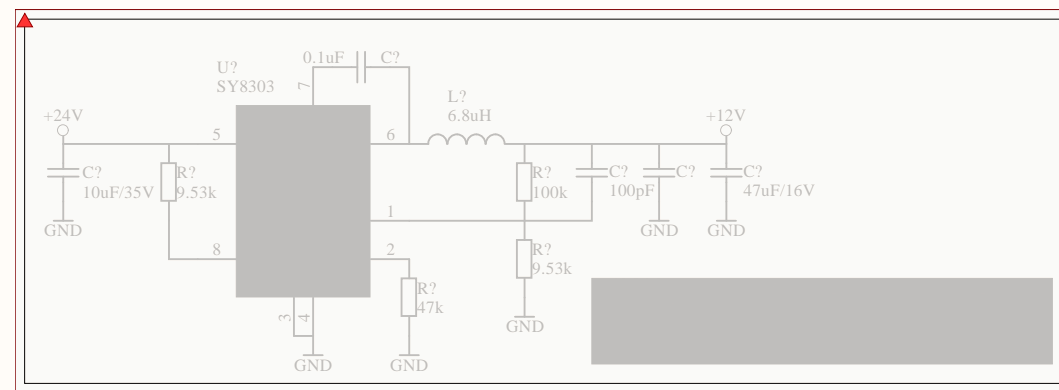 0.1uF C?
U?
SY8303
7
L?
6.8uH
+24V
+12V
5
6
C?
10uF/35V
R?
9.53k
R?
100k
C?
100pF
C?
C?
47uF/16V
1
GND
GND
GND
8
2
R?
9.53k
R?
47k
3
4
GND
GND
GND